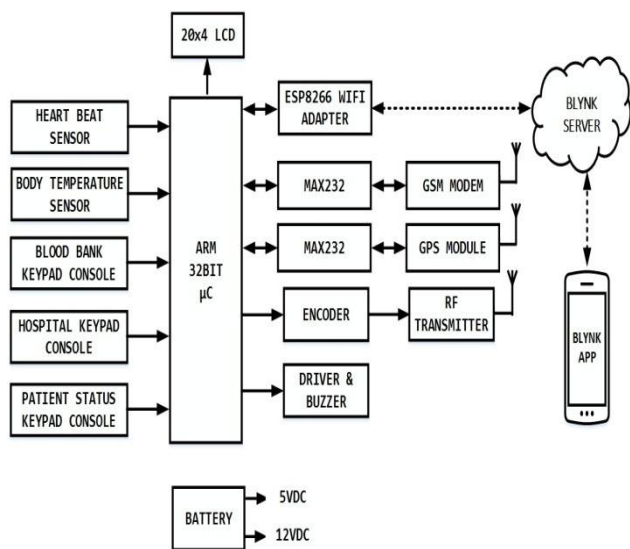 20x4 LCD
HEART BEAT
SENSOR
BODY TEMPERATURE
SENSOR
BLOOD BANK
KEYPAD CONSOLE
HOSPITAL KEYPAD
CONSOLE
PATIENT STATUS
KEYPAD CONSOLE
ARM
32BIT
µC
ESP8266 WIFI
ADAPTER
MAX232
GSM MODEM
MAX232
GPS MODULE
ENCODER
RF
TRANSMITTER
DRIVER &
BUZZER
BLYNK
SERVER
BLYNK
APP
BATTERY
5VDC
12VDC